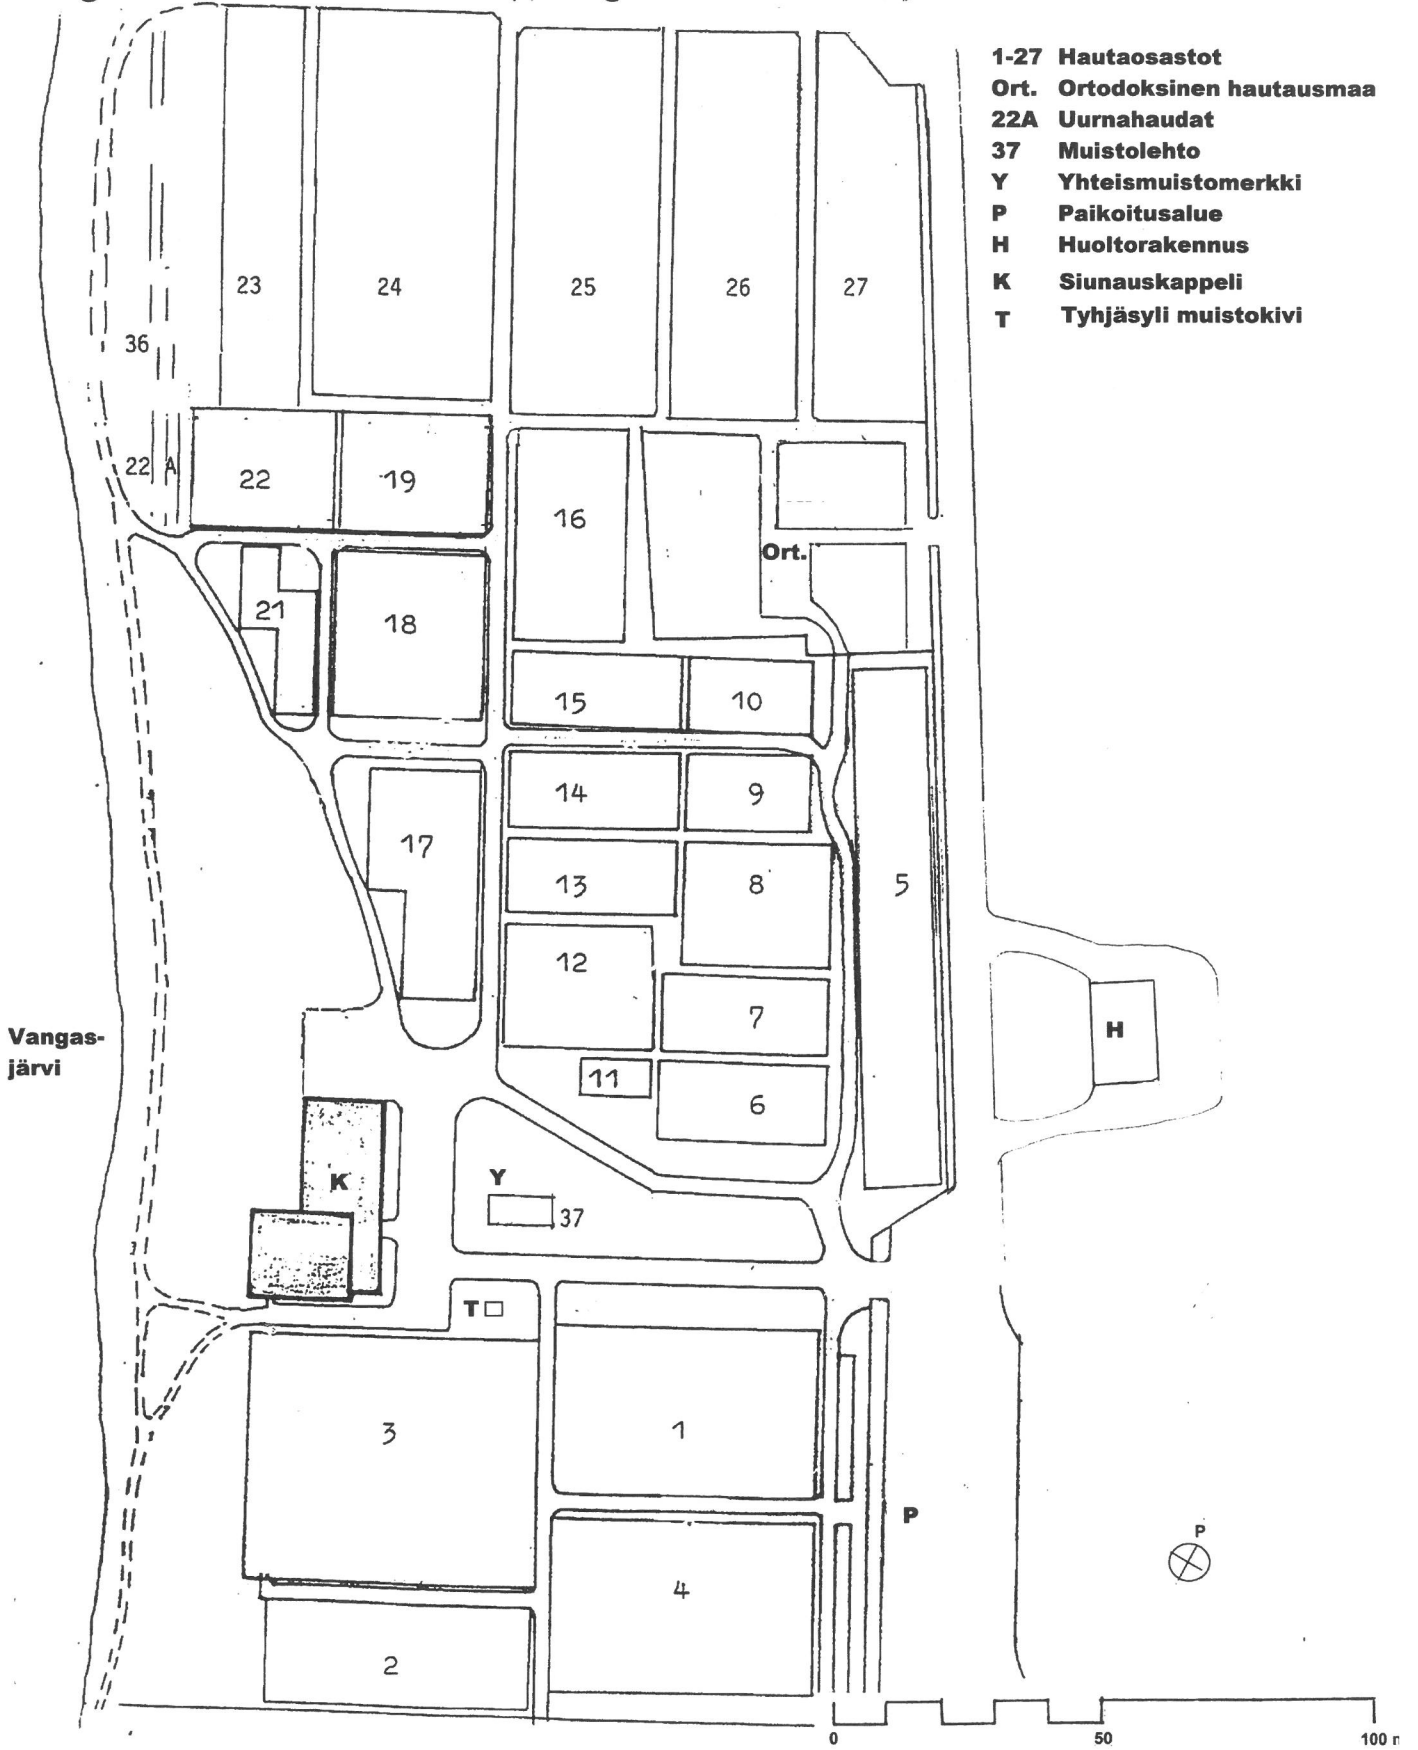 1-27 Hautaosastot
Ort. Ortodoksinen hautausmaa
22A Uurnahaudat
37 Muistolehto
Y Yhteismuistomerkki
P Paikoitusalue
H Huoltorakennus
K Siunauskappeli
T Tyhjäsyli muistokivi
23
24
25
26
27
36
22 A
22
19
16
Ort.
21
18
15
10
14
9
17
13
8
5
12
7
Vangas-
järvi
H
11
6
K
Y
37
T
3
1
P
P
4
2
0
50
100